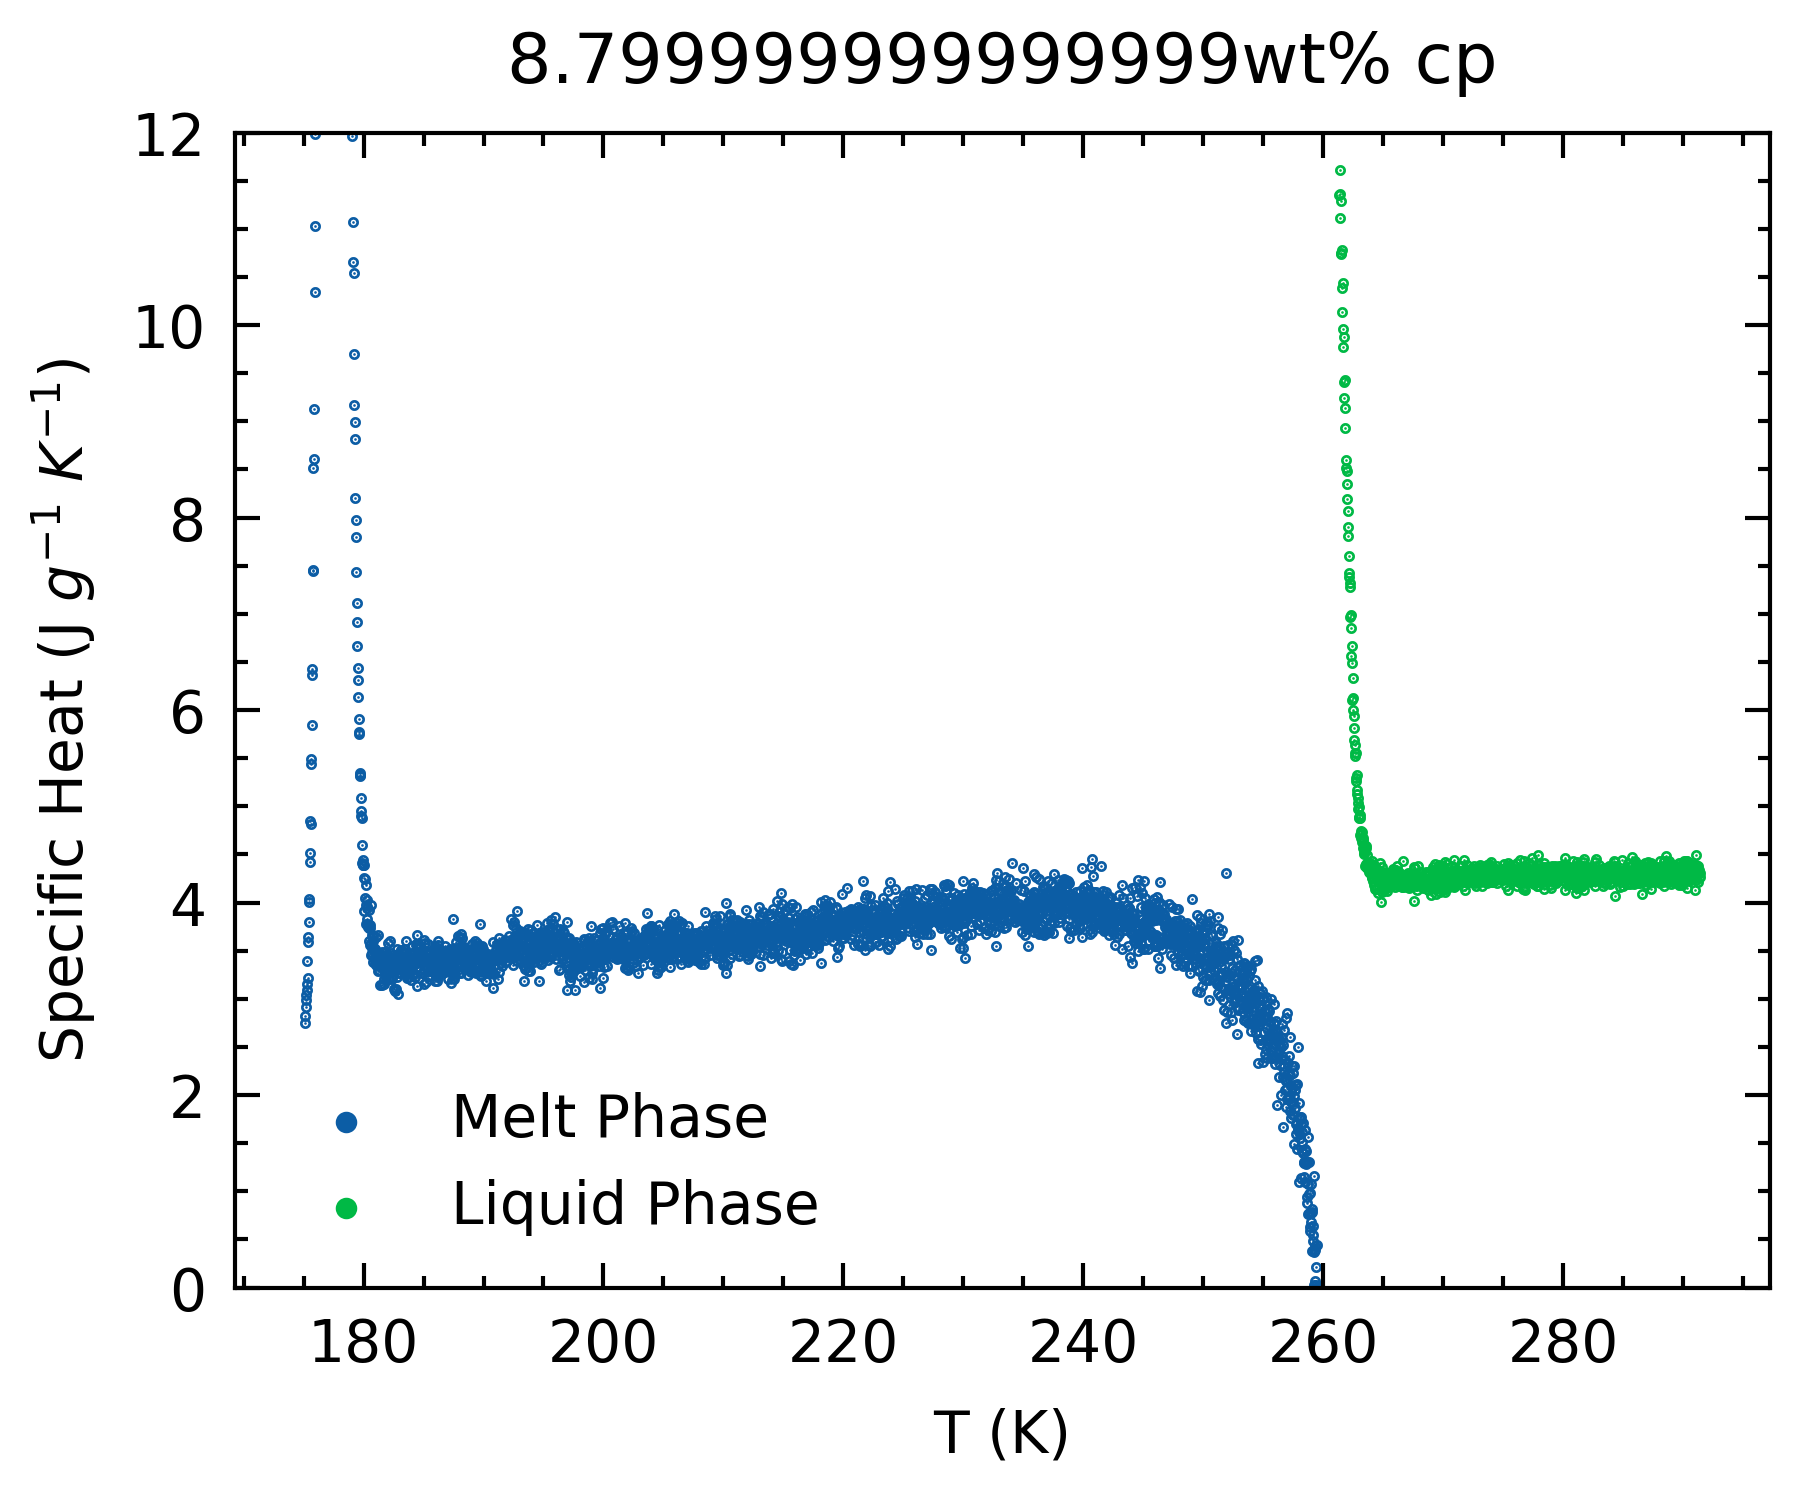 8.799999999999999wt% cp
12
10
8
6
4
2
0
Specific Heat (J g⁻¹ K⁻¹)
Melt Phase
Liquid Phase
180 200 220 240 260 280
T (K)